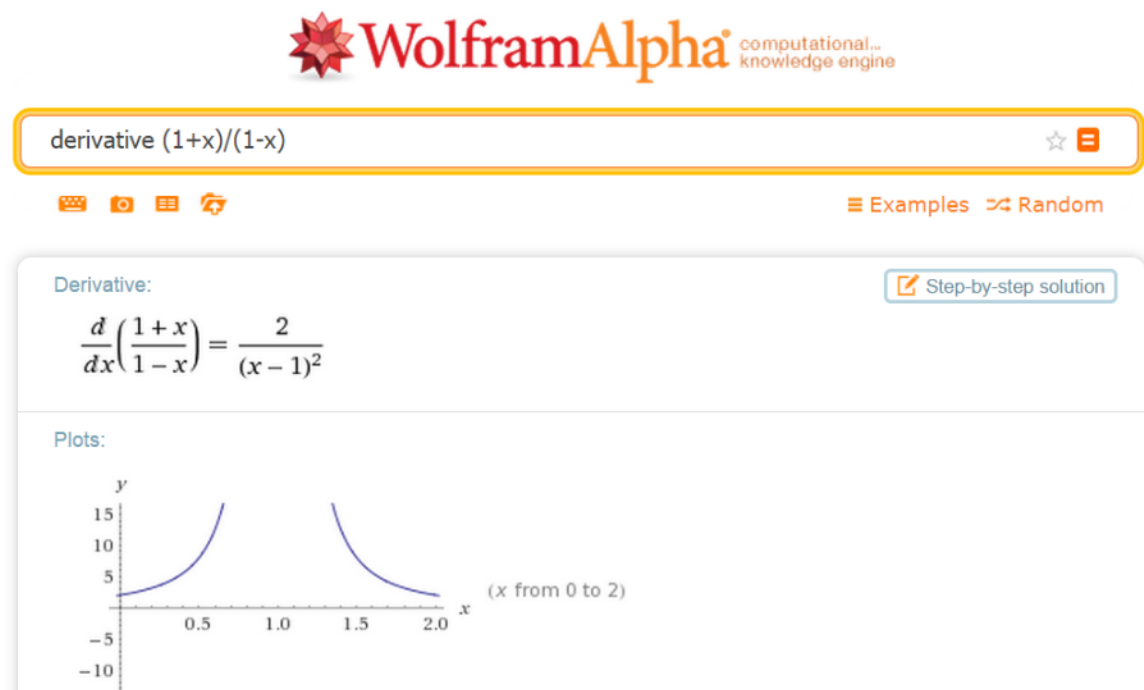 WolframAlpha computational...
knowledge engine
derivative (1+x)/(1-x)
Examples Random
Derivative: Step-by-step solution
d/dx((1 + x)/(1 − x)) = 2/(x − 1)²
Plots:
y
15
10
5
(x from 0 to 2)
x
0.5 1.0 1.5 2.0
−5
−10